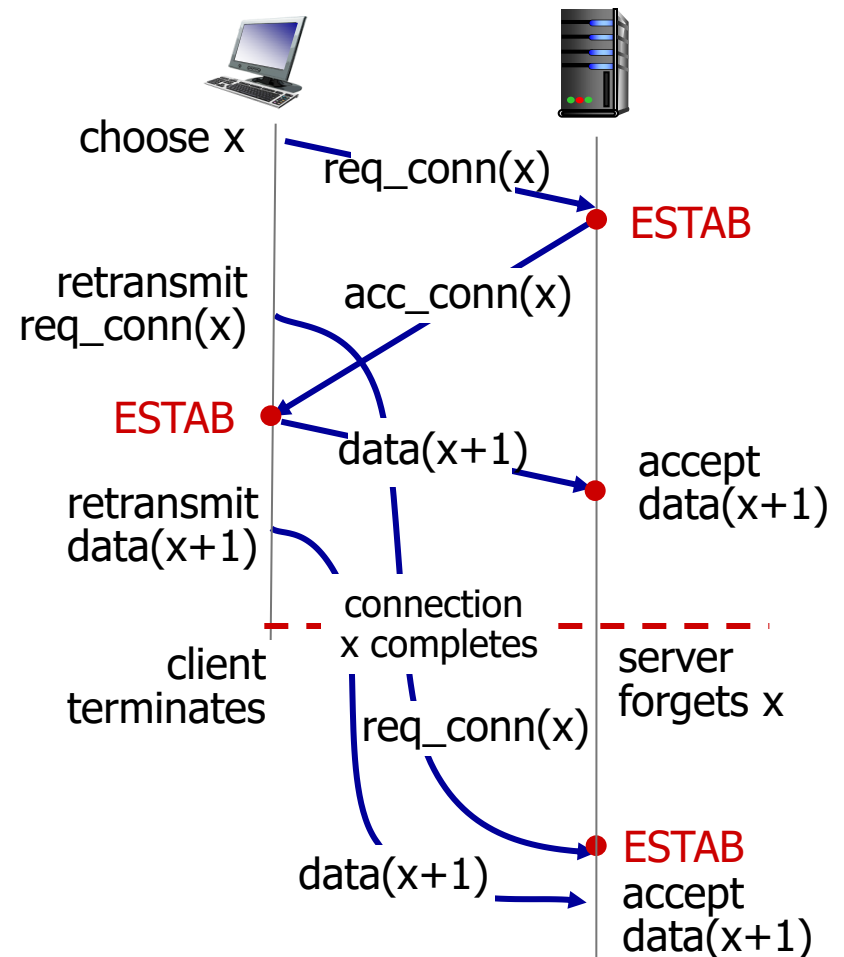 choose x
req_conn(x)
ESTAB
retransmit
req_conn(x)
acc_conn(x)
ESTAB
data(x+1)
accept
data(x+1)
retransmit
data(x+1)
connection
x completes
client
terminates
server
forgets x
req_conn(x)
ESTAB
data(x+1)
accept
data(x+1)